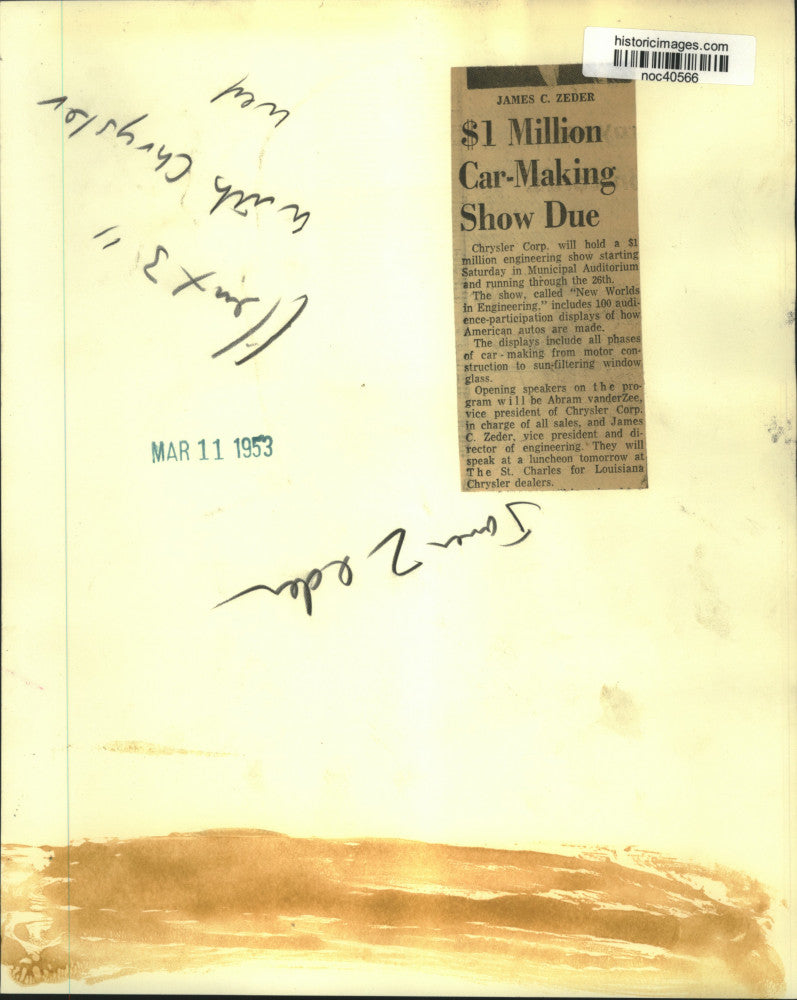 historicimages.com
noc40566
JAMES C. ZEDER
$1 Million
Car-Making
Show Due
Chrysler Corp. will hold a $1
million engineering show starting
Saturday in Municipal Auditorium
and running through the 26th.
The show, called "New Worlds
in Engineering," includes 100 audi-
ence-participation displays of how
American autos are made.
The displays include all phases
of car-making from motor con-
struction to sun-filtering window
glass.
Opening speakers on the pro-
gram will be Abram vanderZee,
vice president of Chrysler Corp.
in charge of all sales, and James
C. Zeder, vice president and di-
rector of engineering. They will
speak at a luncheon tomorrow at
The St. Charles for Louisiana
Chrysler dealers.
with Chrysler
x 3"
MAR 11 1953
James Zeder